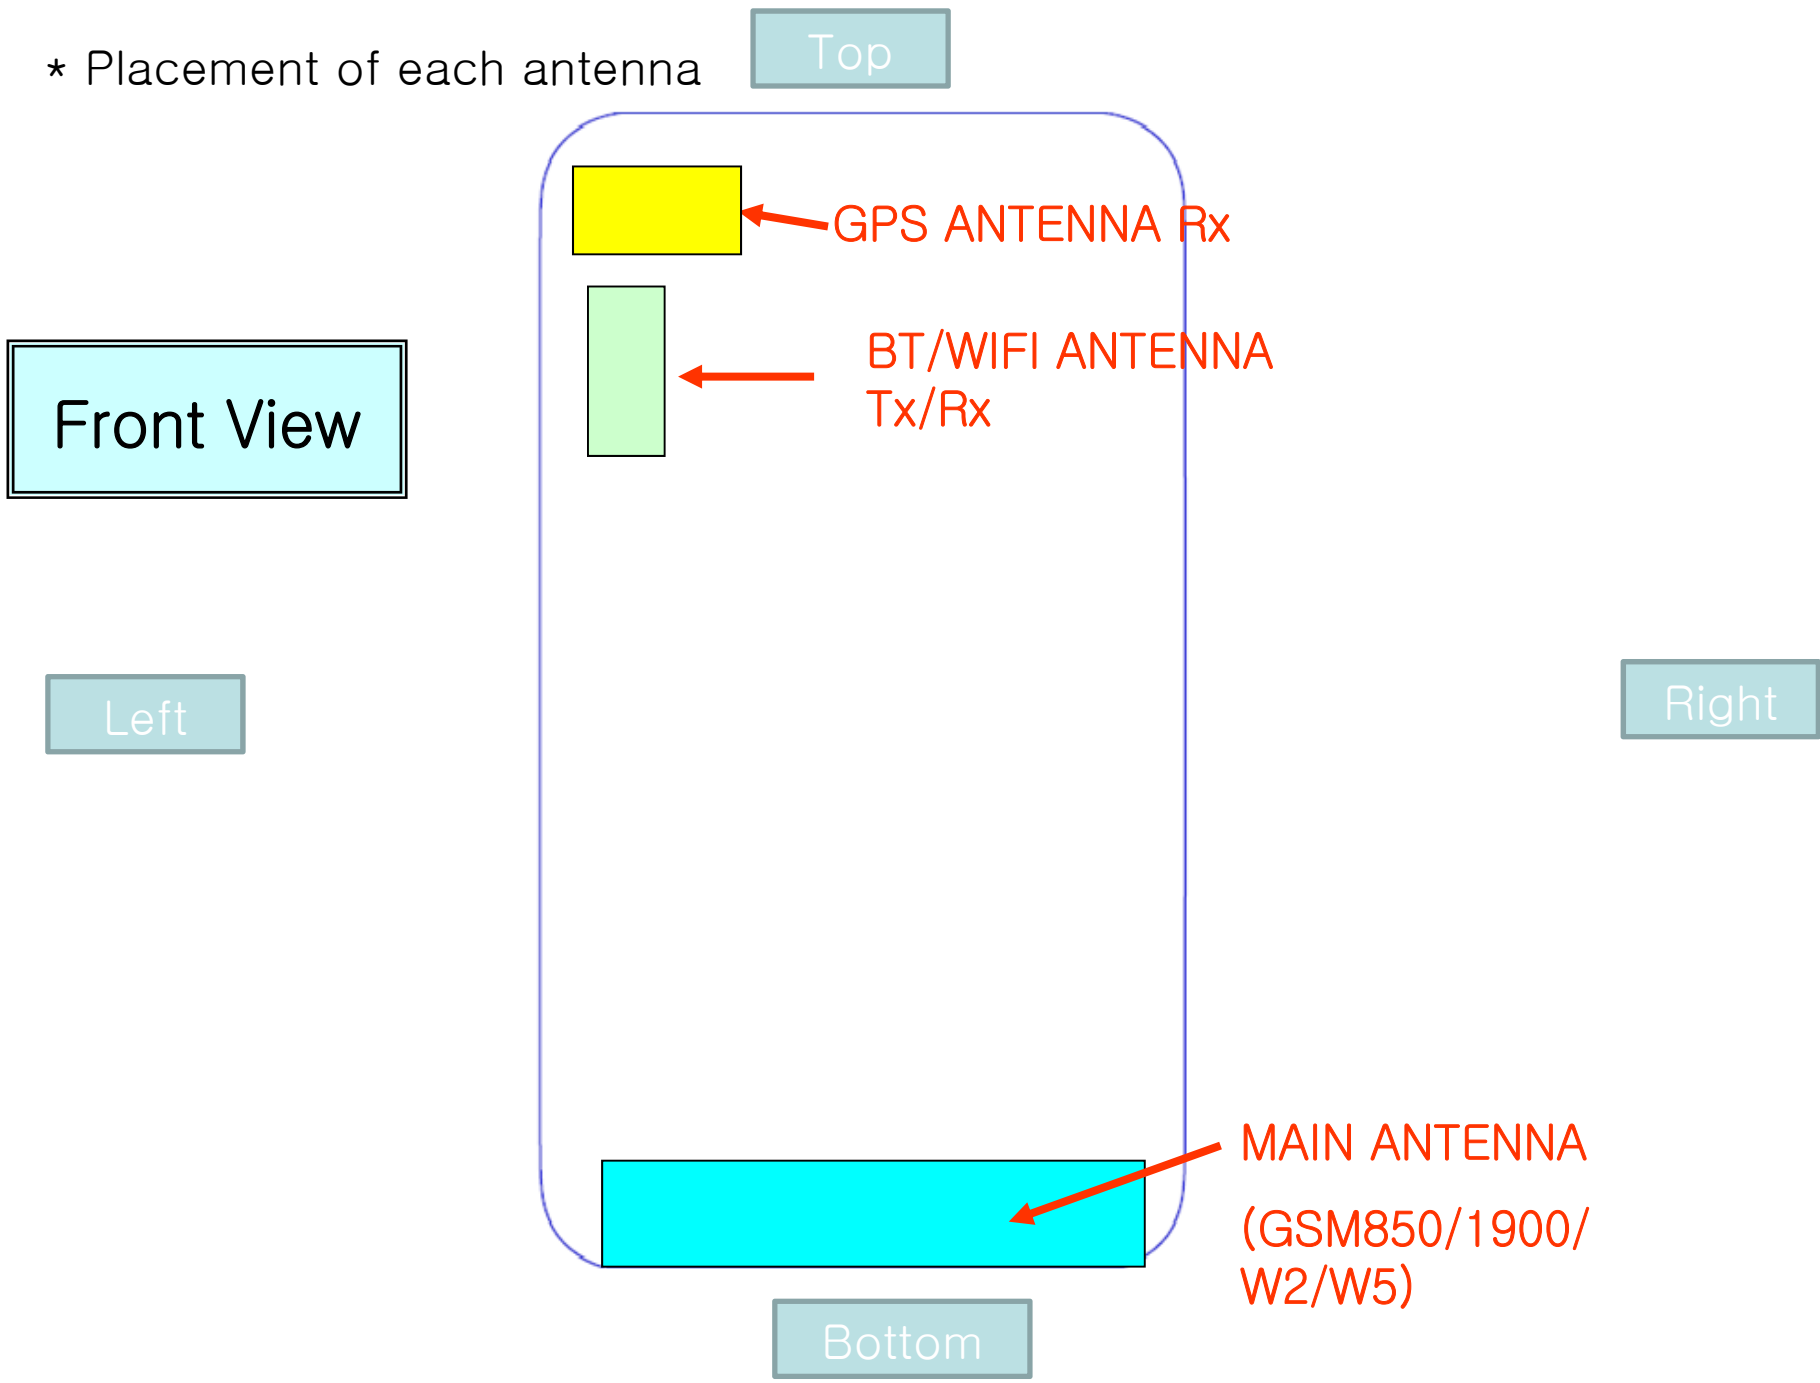 Top
* Placement of each antenna
GPS ANTENNA Rx
BT/WIFI ANTENNA
Tx/Rx
Front View
Left
Right
MAIN ANTENNA
(GSM850/1900/
W2/W5)
Bottom